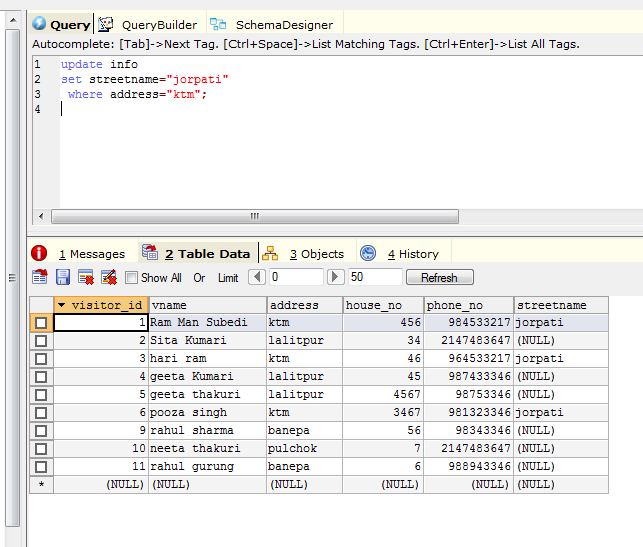 Query QueryBuilder SchemaDesigner
Autocomplete: [Tab]->Next Tag. [Ctrl+Space]->List Matching Tags. [Ctrl+Enter]->List All Tags.
1 update info
2 set streetname="jorpati"
3 where address="ktm";
4
1 Messages 2 Table Data 3 Objects 4 History
Show All Or Limit 0 50 Refresh
visitor_id vname address house_no phone_no streetname
1 Ram Man Subedi ktm 456 984533217 jorpati
2 Sita Kumari lalitpur 34 2147483647 (NULL)
3 hari ram ktm 46 964533217 jorpati
4 geeta Kumari lalitpur 45 987433346 (NULL)
5 geeta thakuri lalitpur 4567 98753346 (NULL)
6 pooza singh ktm 3467 981323346 jorpati
9 rahul sharma banepa 56 98343346 (NULL)
10 neeta thakuri pulchok 7 2147483647 (NULL)
11 rahul gurung banepa 6 988943346 (NULL)
* (NULL) (NULL) (NULL) (NULL) (NULL) (NULL)